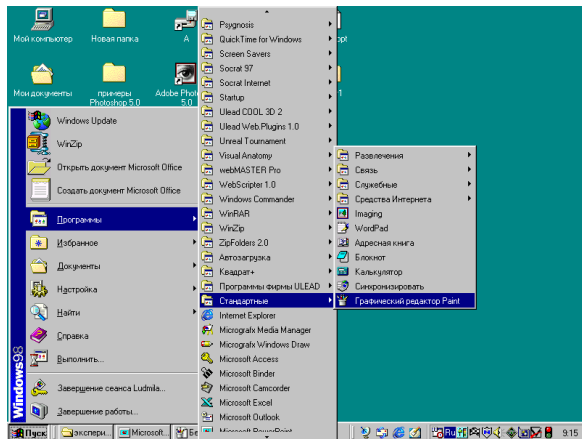 Мой компьютер
Новая папка
A
Мои документы
примеры
Photoshop 5.0
Adobe Phot
5.0
Windows Update
WinZip
Открыть документ Microsoft Office
Создать документ Microsoft Office
Программы
Избранное
Документы
Настройка
Найти
Справка
Выполнить...
Завершение сеанса Ludmila...
Завершение работы...
Windows98
Psygnosis
QuickTime for Windows
Screen Savers
Socrat 97
Socrat Internet
Startup
Ulead COOL 3D 2
Ulead Web.Plugins 1.0
Unreal Tournament
Visual Anatomy
webMASTER Pro
WebScripter 1.0
Windows Commander
WinRAR
WinZip
ZipFolders 2.0
Автозагрузка
Квадрат+
Программы фирмы ULEAD
Стандартные
Internet Explorer
Micrografx Media Manager
Micrografx Windows Draw
Microsoft Access
Microsoft Binder
Microsoft Camcorder
Microsoft Excel
Microsoft Outlook
Microsoft PowerPoint
Развлечения
Связь
Служебные
Средства Интернета
Imaging
WordPad
Адресная книга
Блокнот
Калькулятор
Синхронизировать
Графический редактор Paint
Пуск
экспери...
Microsoft...
Ru
9:15